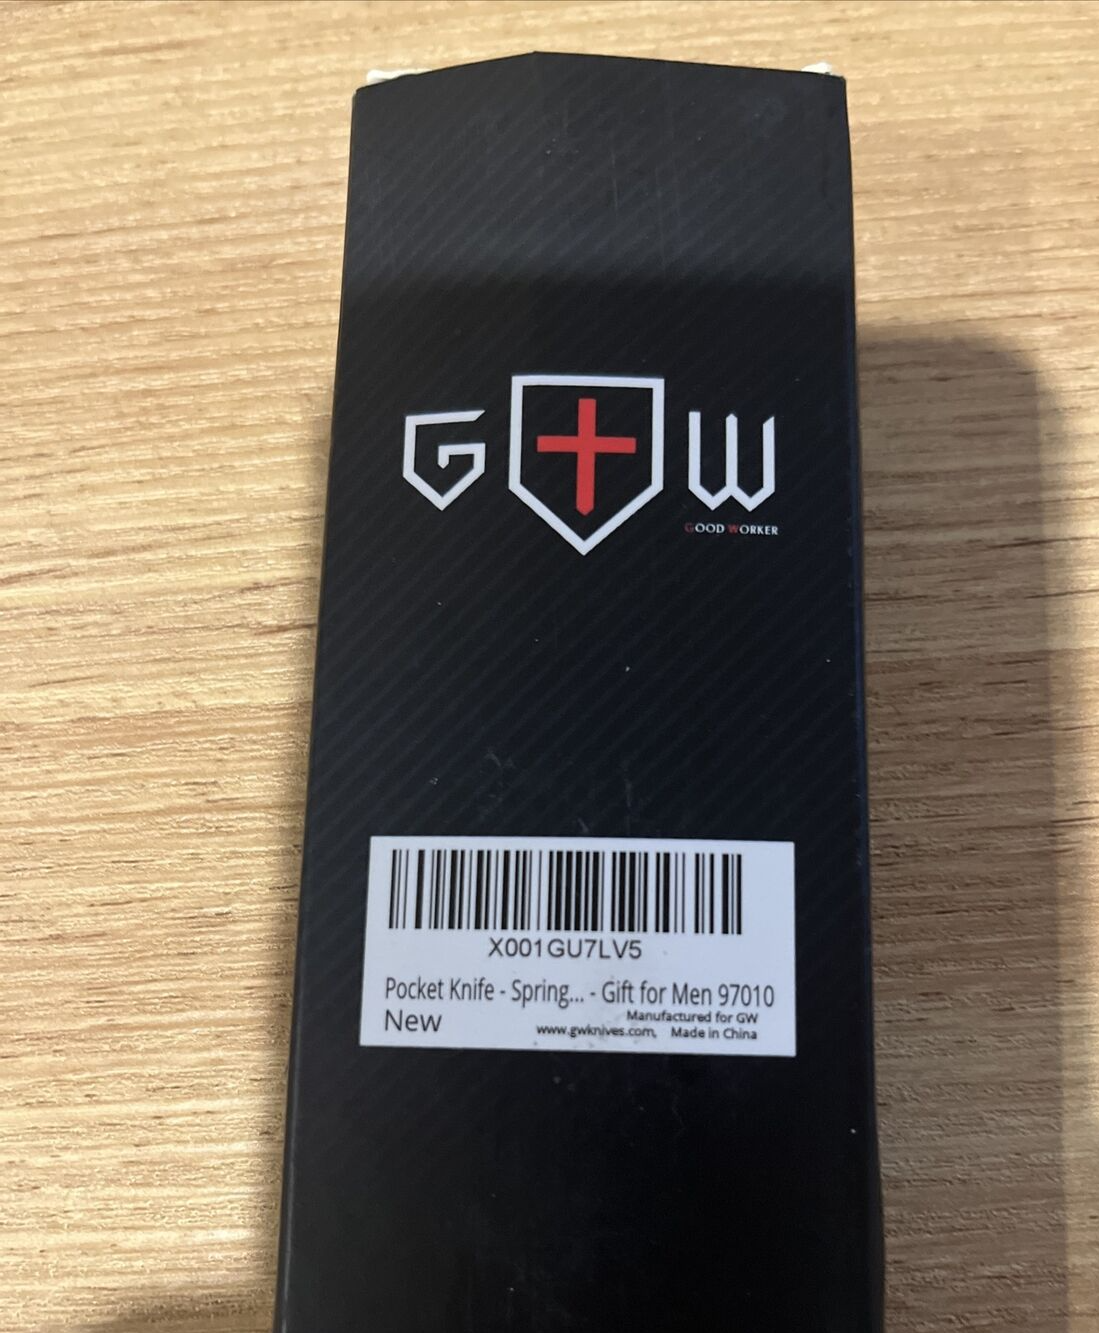 G W
GOOD WORKER
X001GU7LV5
Pocket Knife - Spring... - Gift for Men 97010
New
Manufactured for GW
www.gwknives.com, Made in China